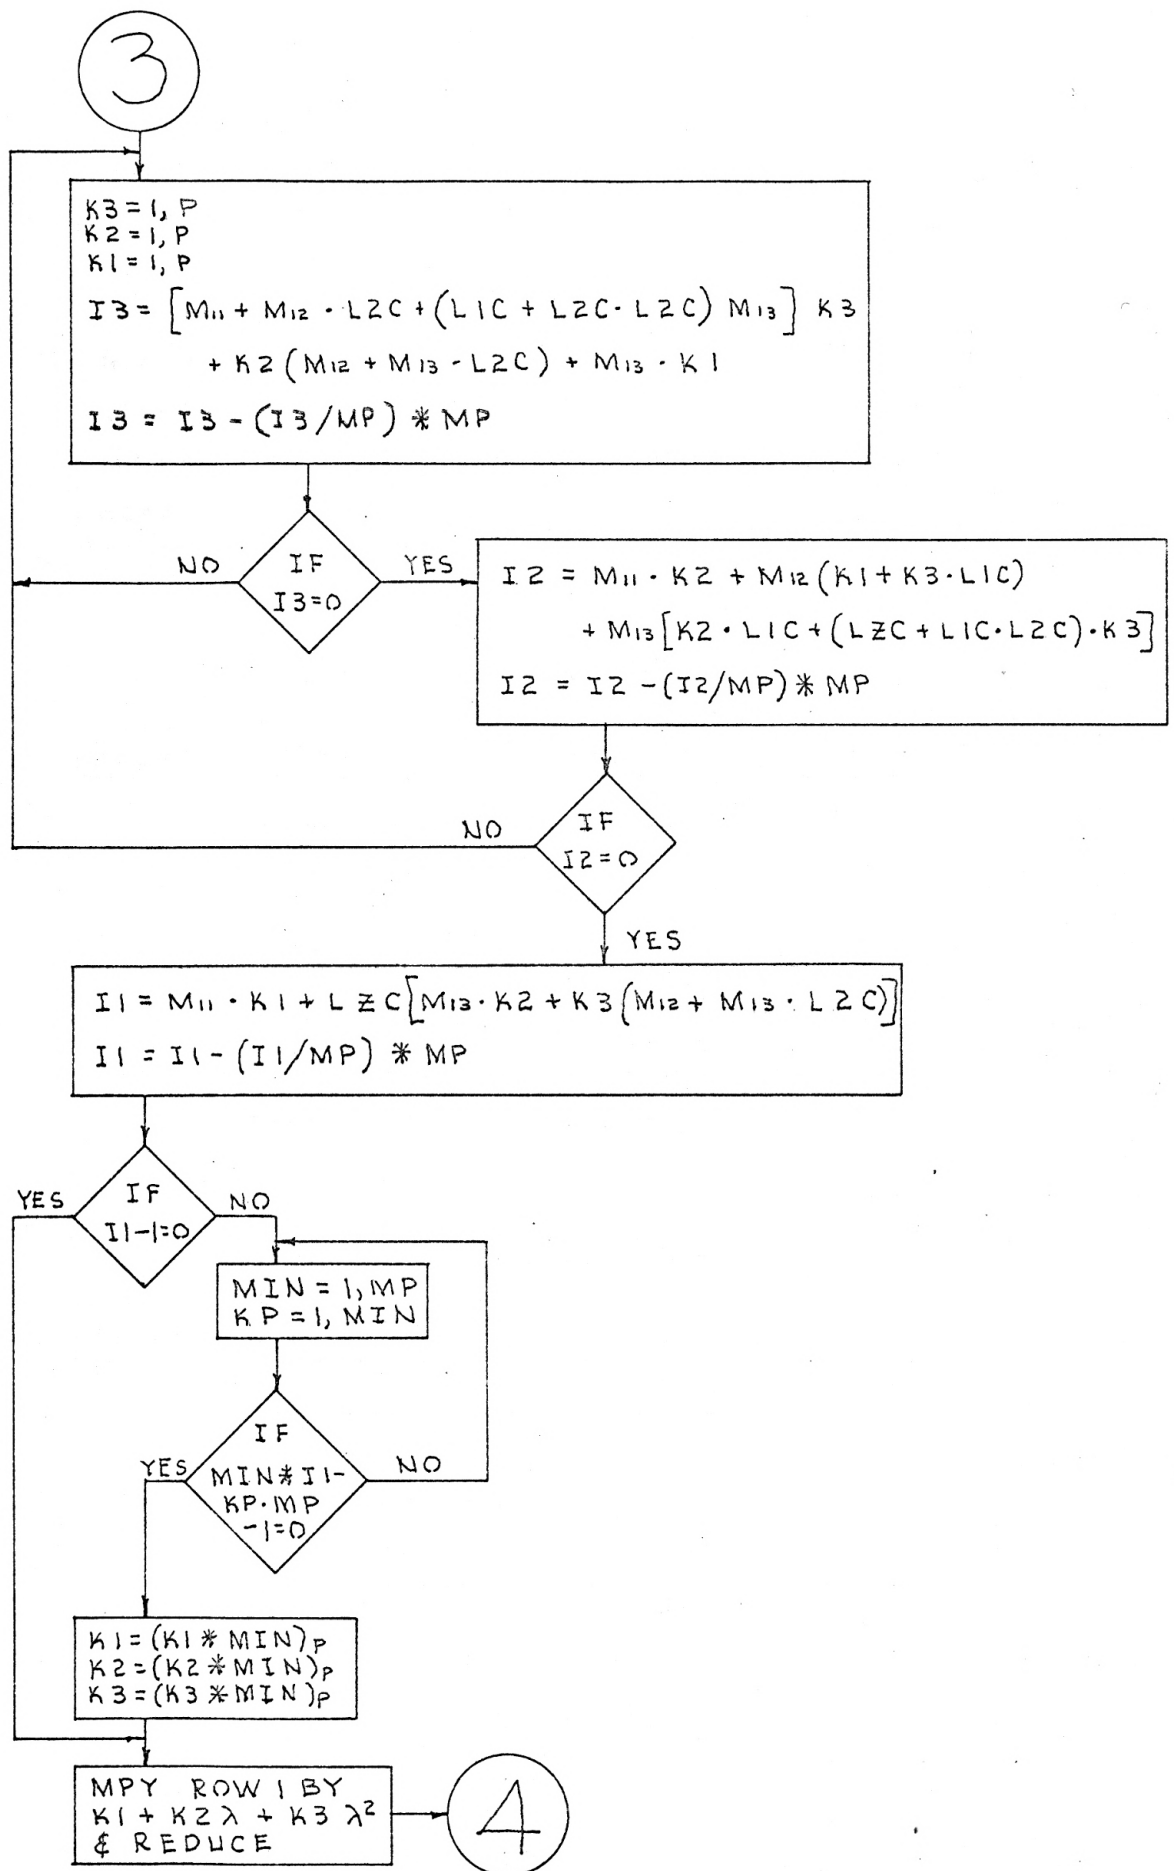 3
K3 = 1, P
K2 = 1, P
K1 = 1, P
I3 = [M₁₁ + M₁₂ · L2C + (L1C + L2C · L2C) M₁₃] K3
+ K2 (M₁₂ + M₁₃ - L2C) + M₁₃ · K1
I3 = I3 - (I3/MP) * MP
NO
IF
I3=0
YES
I2 = M₁₁ · K2 + M₁₂ (K1 + K3 · L1C)
+ M₁₃ [K2 · L1C + (LZC + L1C · L2C) · K3]
I2 = I2 - (I2/MP) * MP
NO
IF
I2=0
YES
I1 = M₁₁ · K1 + LZC [M₁₃ · K2 + K3 (M₁₂ + M₁₃ · L2C)]
I1 = I1 - (I1/MP) * MP
YES
IF
I1-1=0
NO
MIN = 1, MP
KP = 1, MIN
YES
IF
MIN*I1-
KP·MP
-1=0
NO
K1 = (K1 * MIN)ₚ
K2 = (K2 * MIN)ₚ
K3 = (K3 * MIN)ₚ
MPY ROW 1 BY
K1 + K2 λ + K3 λ²
& REDUCE
4